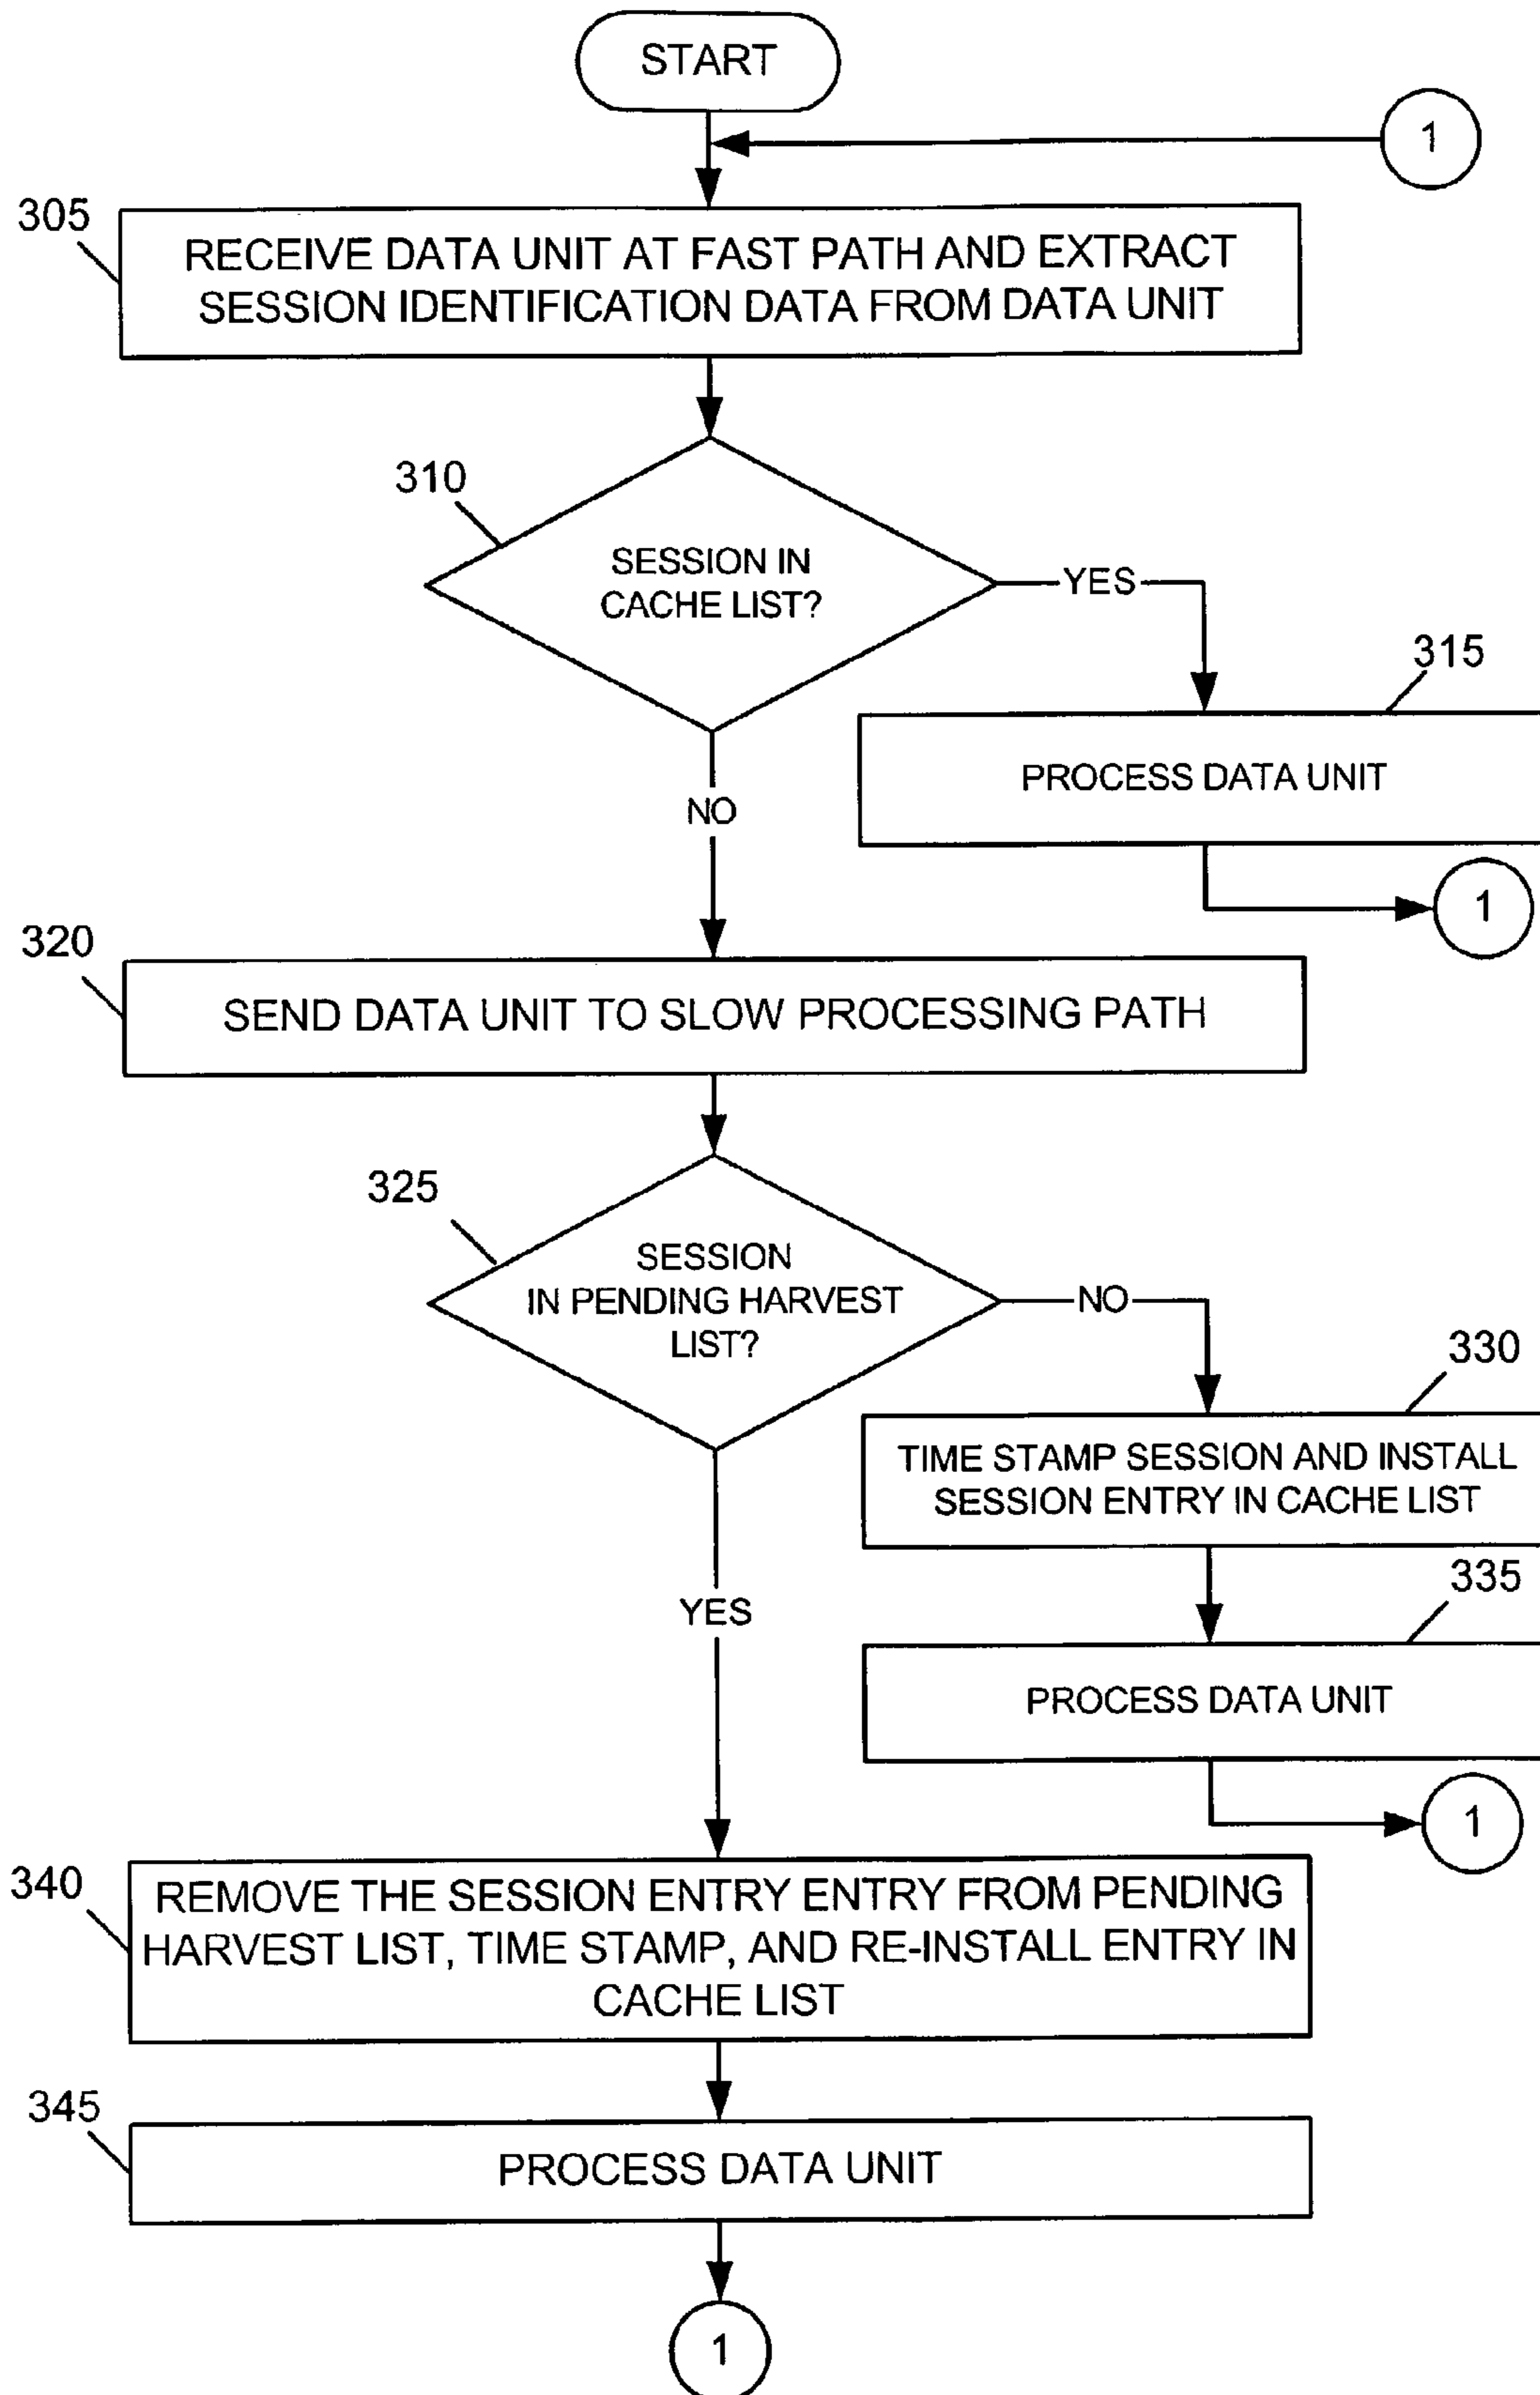 START
1
305
RECEIVE DATA UNIT AT FAST PATH AND EXTRACT
SESSION IDENTIFICATION DATA FROM DATA UNIT
310
SESSION IN
CACHE LIST?
YES
315
PROCESS DATA UNIT
NO
1
320
SEND DATA UNIT TO SLOW PROCESSING PATH
325
SESSION
IN PENDING HARVEST
LIST?
NO
330
TIME STAMP SESSION AND INSTALL
SESSION ENTRY IN CACHE LIST
335
YES
PROCESS DATA UNIT
1
340
REMOVE THE SESSION ENTRY ENTRY FROM PENDING
HARVEST LIST, TIME STAMP, AND RE-INSTALL ENTRY IN
CACHE LIST
345
PROCESS DATA UNIT
1